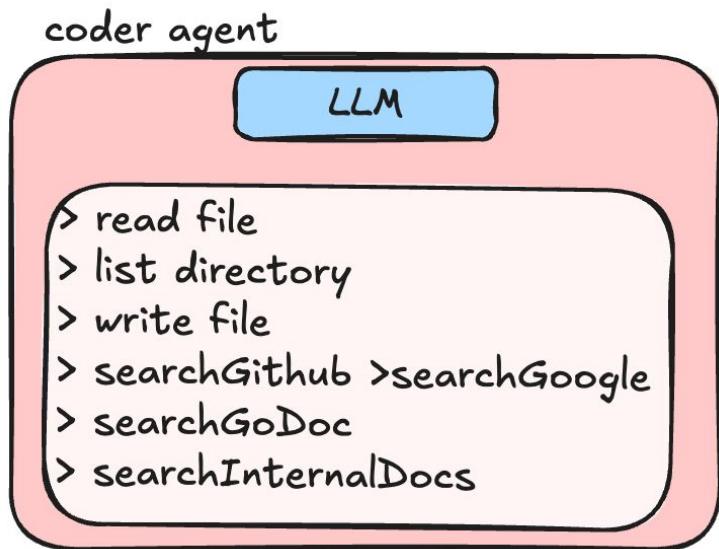 coder agent
LLM
> read file
> list directory
> write file
> searchGithub >searchGoogle
> searchGoDoc
> searchInternalDocs